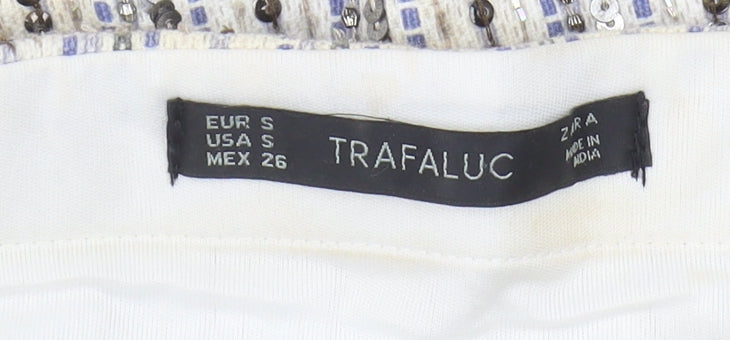 EUR S
USA S
MEX 26
TRAFALUC
ZARA
MADE IN
INDIA